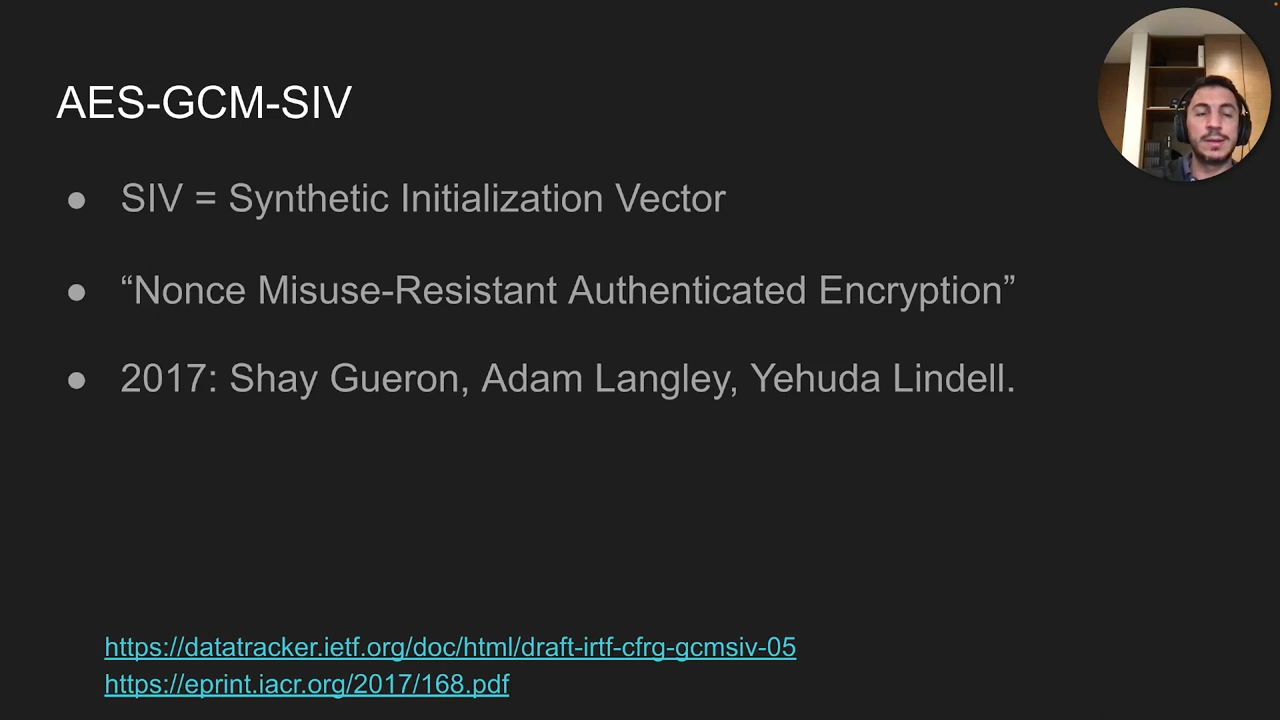 AES-GCM-SIV
● SIV = Synthetic Initialization Vector
● “Nonce Misuse-Resistant Authenticated Encryption”
● 2017: Shay Gueron, Adam Langley, Yehuda Lindell.
https://datatracker.ietf.org/doc/html/draft-irtf-cfrg-gcmsiv-05
https://eprint.iacr.org/2017/168.pdf